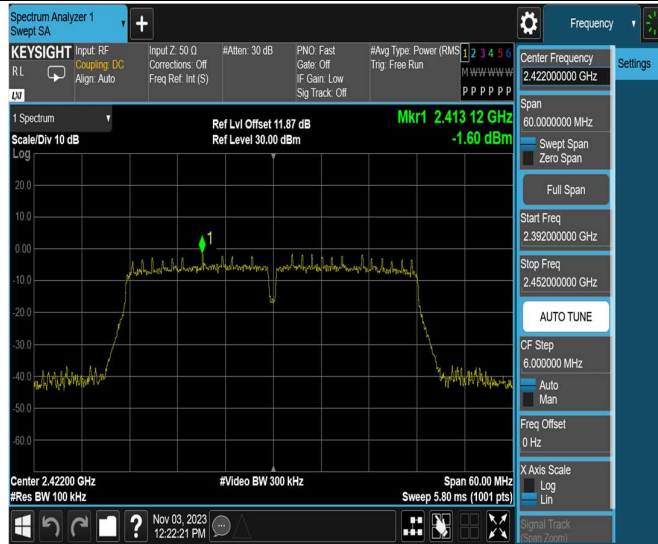 Spectrum Analyzer 1
Swept SA
+
Frequency
KEYSIGHT
R L
LXI
Input: RF
Coupling: DC
Align: Auto
Input Z: 50 Ω
Corrections: Off
Freq Ref: Int (S)
#Atten: 30 dB
PNO: Fast
Gate: Off
IF Gain: Low
Sig Track: Off
#Avg Type: Power (RMS
Trig: Free Run
1 2 3 4 5 6
M W W W W W
P P P P P P
1 Spectrum
Scale/Div 10 dB
Log
Ref Lvl Offset 11.87 dB
Ref Level 30.00 dBm
Mkr1 2.413 12 GHz
-1.60 dBm
20.0
10.0
0.00
-10.0
-20.0
-30.0
-40.0
-50.0
-60.0
1
Center 2.42200 GHz
#Res BW 100 kHz
#Video BW 300 kHz
Span 60.00 MHz
Sweep 5.80 ms (1001 pts)
Center Frequency
2.422000000 GHz
Settings
Span
60.0000000 MHz
Swept Span
Zero Span
Full Span
Start Freq
2.392000000 GHz
Stop Freq
2.452000000 GHz
AUTO TUNE
CF Step
6.000000 MHz
Auto
Man
Freq Offset
0 Hz
X Axis Scale
Log
Lin
Signal Track
(Span Zoom)
?
Nov 03, 2023
12:22:21 PM